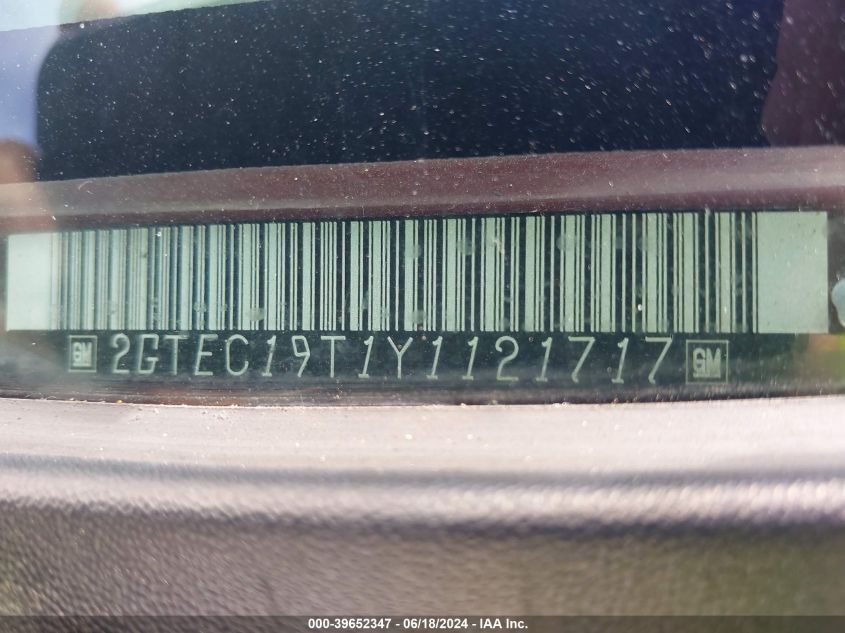 GM 2GTEC19T1Y1121717 GM
000-39652347 - 06/18/2024 - IAA Inc.